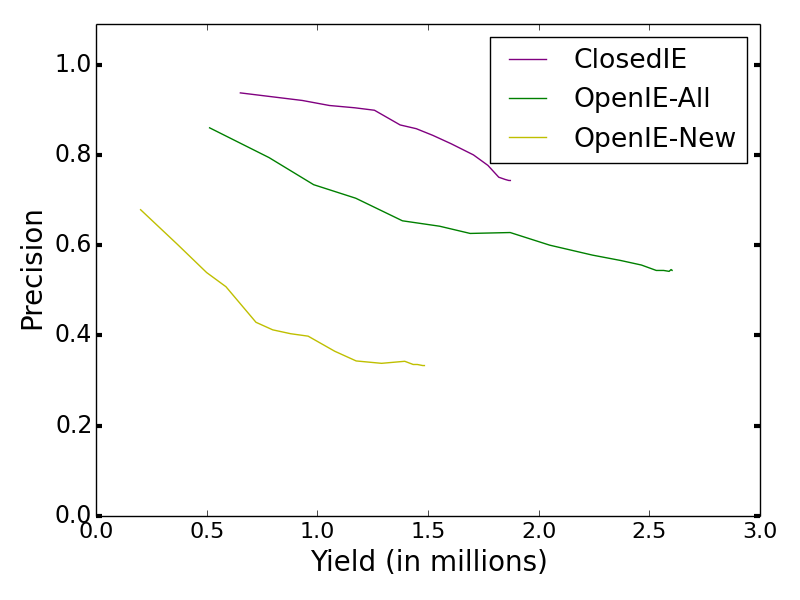 1.0
0.8
0.6
0.4
0.2
0.0
Precision
0.0 0.5 1.0 1.5 2.0 2.5 3.0
Yield (in millions)
ClosedIE
OpenIE-All
OpenIE-New